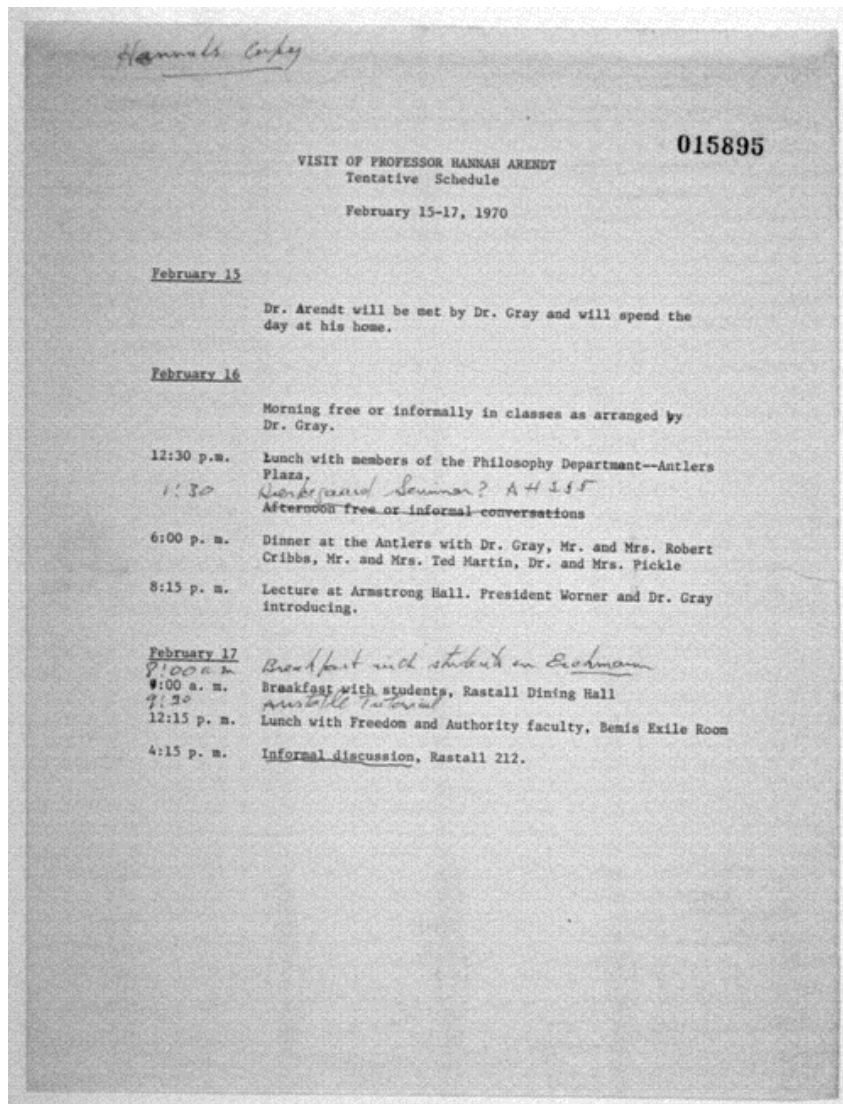 Hannah's Copy
015895
VISIT OF PROFESSOR HANNAH ARENDT
Tentative Schedule
February 15-17, 1970
February 15
Dr. Arendt will be met by Dr. Gray and will spend the
day at his home.
February 16
Morning free or informally in classes as arranged by
Dr. Gray.
12:30 p.m. Lunch with members of the Philosophy Department--Antlers
Plaza.
1:30 Kierkegaard Seminar? AH
Afternoon free or informal conversations
6:00 p. m. Dinner at the Antlers with Dr. Gray, Mr. and Mrs. Robert
Cribbs, Mr. and Mrs. Ted Martin, Dr. and Mrs. Pickle
8:15 p. m. Lecture at Armstrong Hall. President Worner and Dr. Gray
introducing.
February 17
8:00 a m Breakfast with students on Eichmann
:00 a. m. Breakfast with students, Rastall Dining Hall
9:30 Aristotle Tutorial
12:15 p. m. Lunch with Freedom and Authority faculty, Bemis Exile Room
4:15 p. m. Informal discussion, Rastall 212.